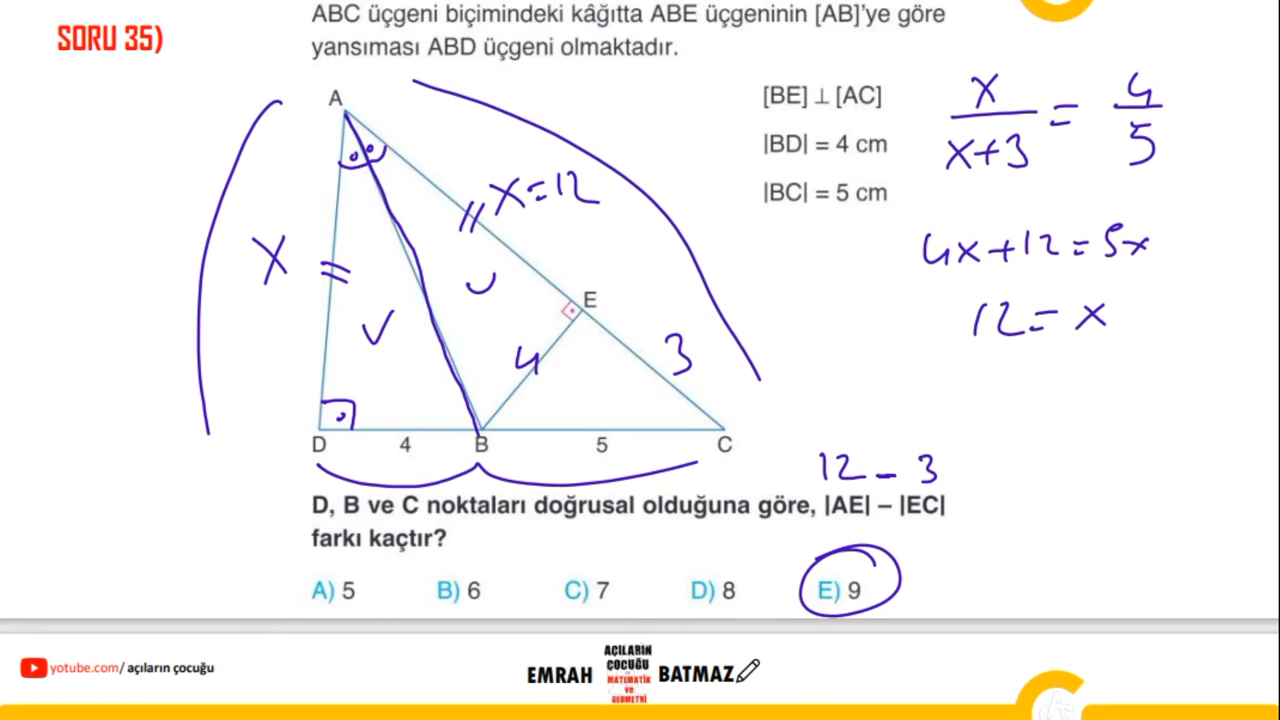 ABC üçgeni biçimindeki kâğıtta ABE üçgeninin [AB]'ye göre
SORU 35)
yansıması ABD üçgeni olmaktadır.
A
[BE] ⊥ [AC]
|BD| = 4 cm
|BC| = 5 cm
x/x+3 = 4/5
4x+12=5x
12=x
x=12
x
E
4
3
D
4
B
5
C
12-3
D, B ve C noktaları doğrusal olduğuna göre, |AE| – |EC|
farkı kaçtır?
A) 5 B) 6 C) 7 D) 8 E) 9
yotube.com/ açıların çocuğu
EMRAH
AÇILARIN
ÇOCUĞU
MATEMATİK
ve
GEOMETRİ
BATMAZ